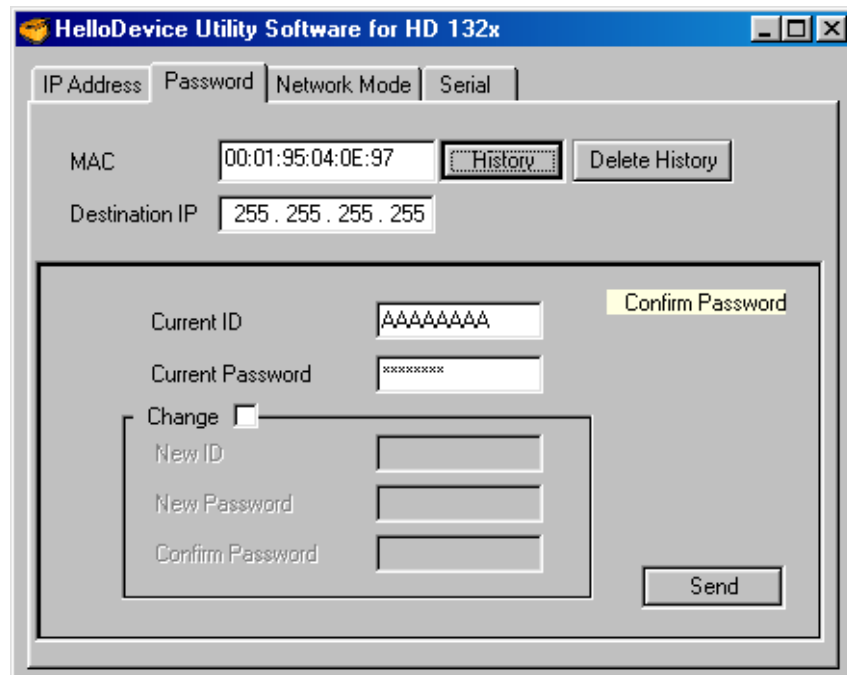 HelloDevice Utility Software for HD 132x
IP Address Password Network Mode Serial
MAC 00:01:95:04:0E:97 History Delete History
Destination IP 255 . 255 . 255 . 255
Confirm Password
Current ID AAAAAAAA
Current Password ××××××××
Change
New ID
New Password
Confirm Password
Send